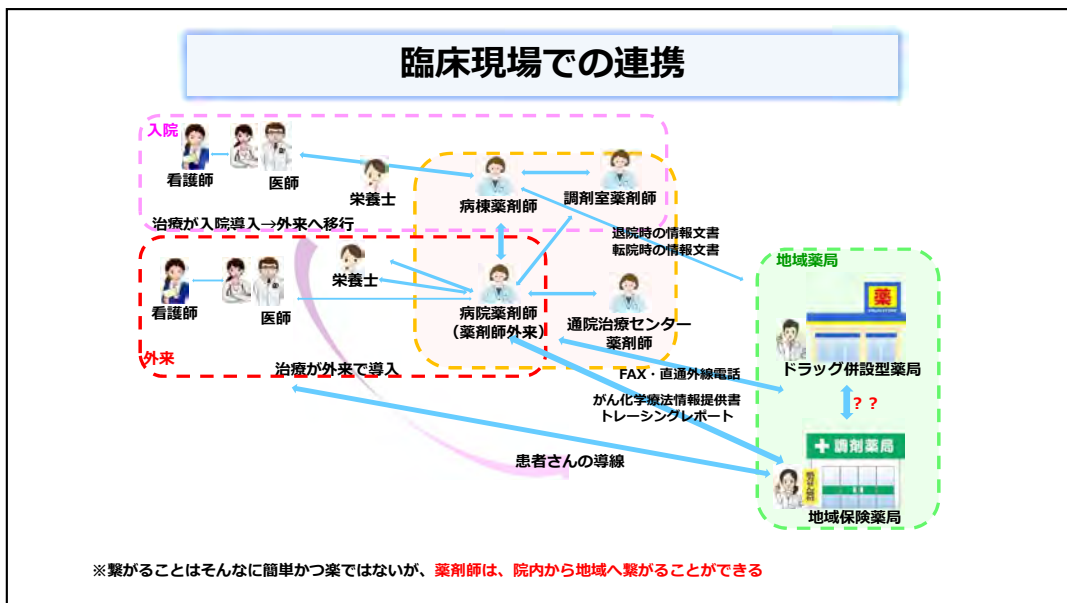 臨床現場での連携
入院
看護師
医師
栄養士
病棟薬剤師
調剤室薬剤師
治療が入院導入→外来へ移行
退院時の情報文書
転院時の情報文書
地域薬局
薬
看護師
医師
栄養士
病院薬剤師
（薬剤師外来）
通院治療センター
薬剤師
外来
治療が外来で導入
FAX・直通外線電話
ドラッグ併設型薬局
がん化学療法情報提供書
トレーシングレポート
？？
調剤薬局
患者さんの導線
処方せん受付
地域保険薬局
※繋がることはそんなに簡単かつ楽ではないが、薬剤師は、院内から地域へ繋がることができる